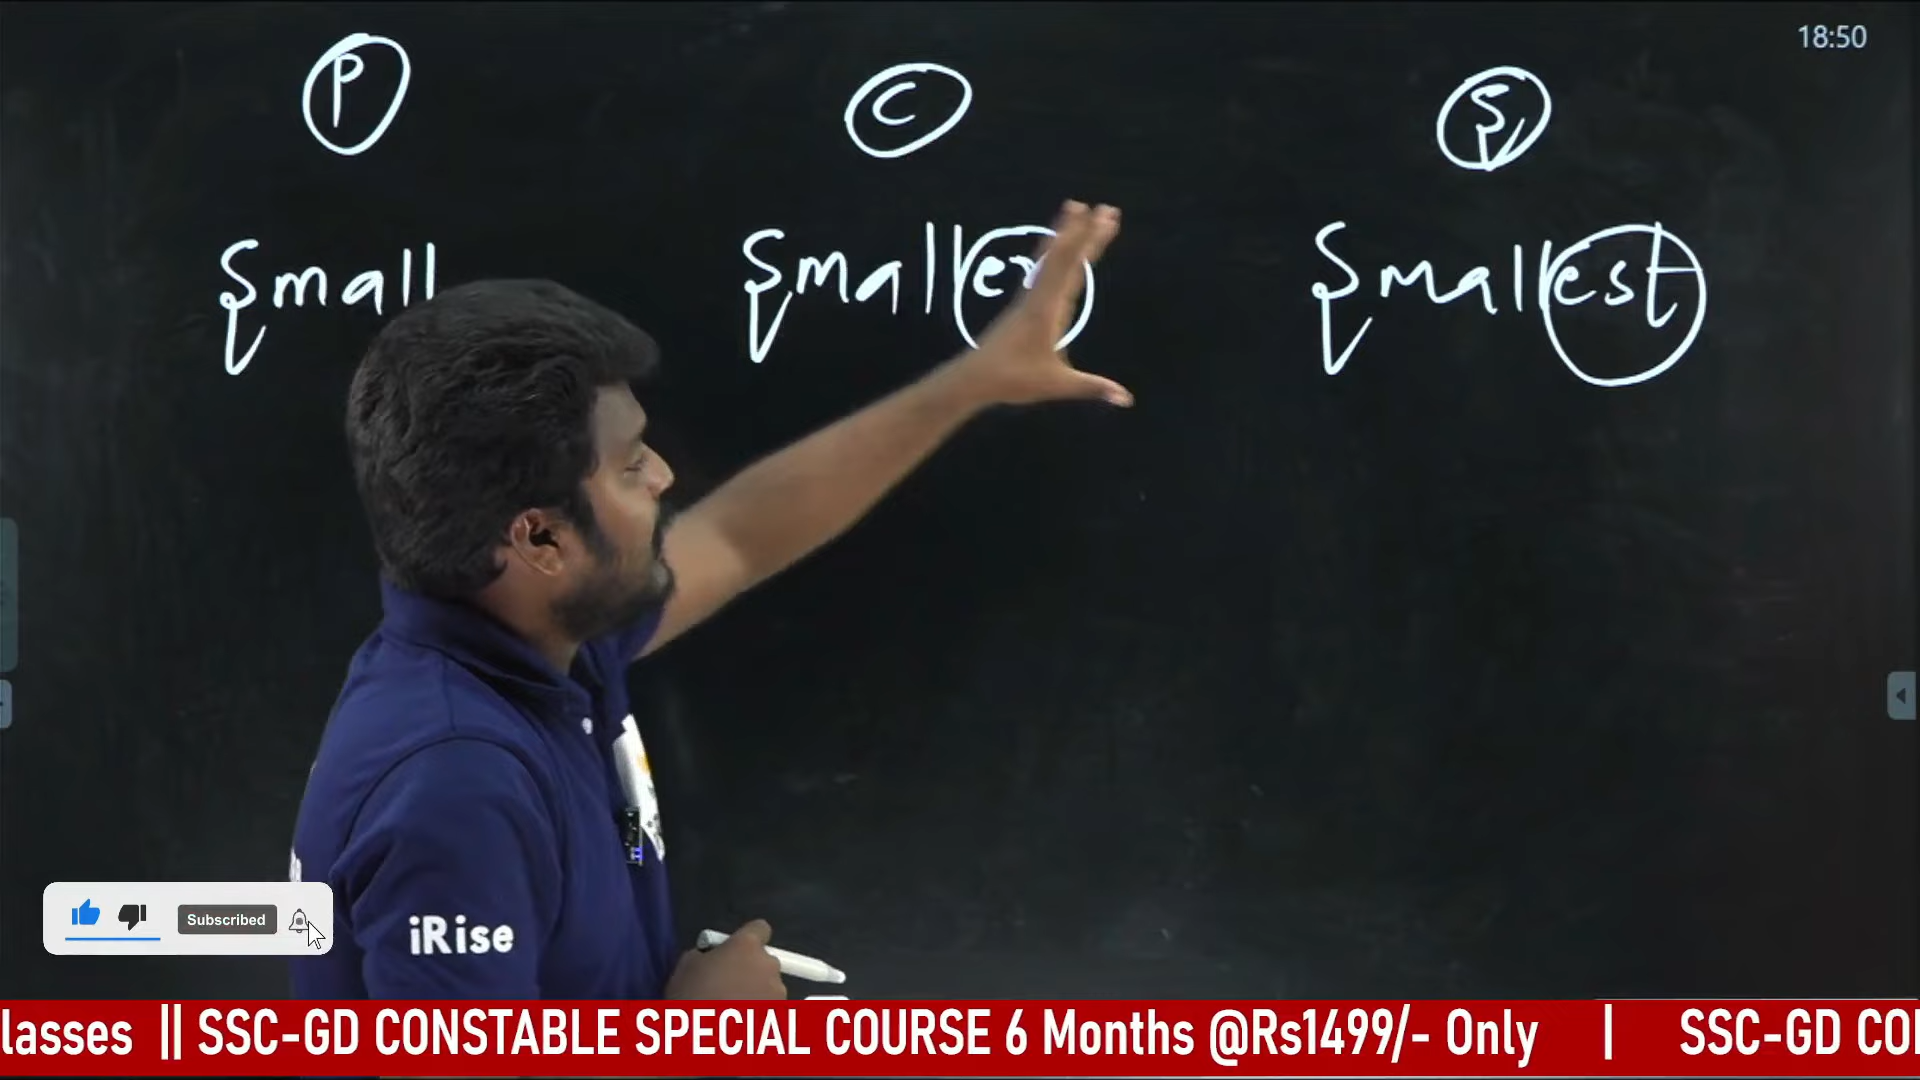 18:50
P C S
Small Smaller Smallest
Subscribed
iRise
lasses || SSC-GD CONSTABLE SPECIAL COURSE 6 Months @Rs1499/- Only | SSC-GD CO